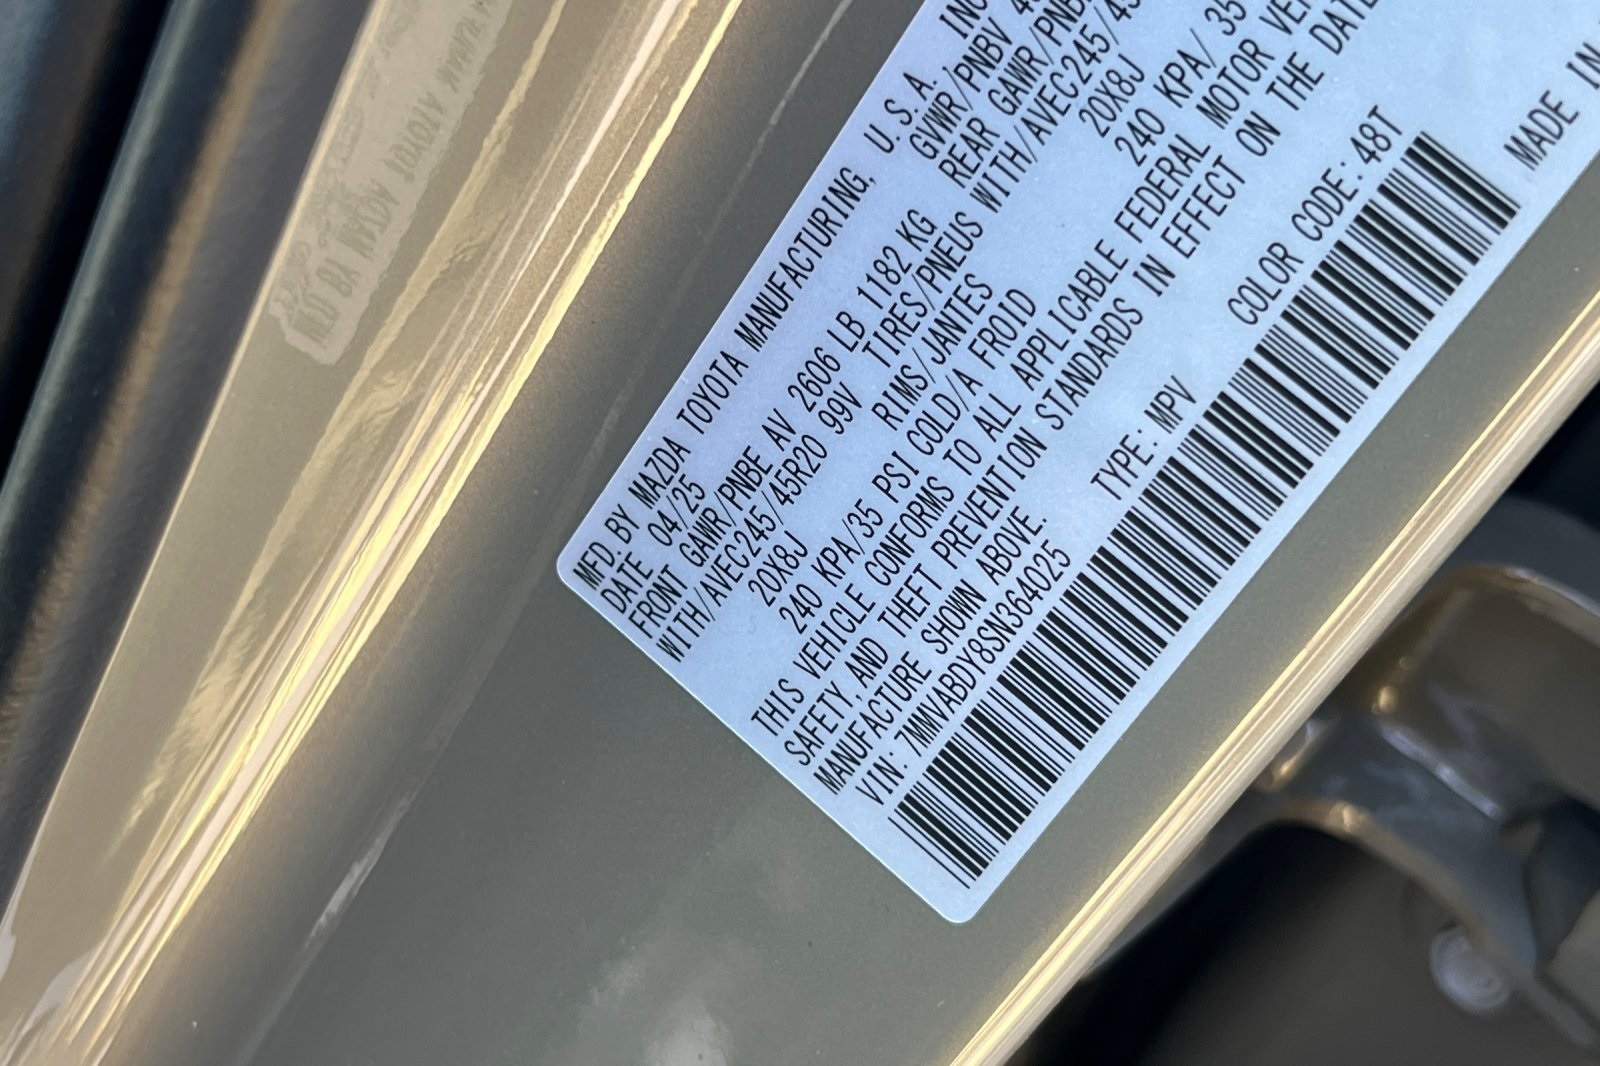 MFD. BY MAZDA TOYOTA MANUFACTURING, U.S.A. INC
DATE 04/25 GVWR/PNBV
FRONT GAWR/PNBE AV 2606 LB 1182 KG REAR GAWR/PNB
WITH/AVEC245/45R20 99V TIRES/PNEUS WITH/AVEC245/45
20X8J RIMS/JANTES 20X8J
240 KPA/35 PSI COLD/A FROID 240 KPA/ 35
THIS VEHICLE CONFORMS TO ALL APPLICABLE FEDERAL MOTOR VE
SAFETY, AND THEFT PREVENTION STANDARDS IN EFFECT ON THE DATE
MANUFACTURE SHOWN ABOVE.
VIN: 7MMVABDY8SN364025 TYPE: MPV COLOR CODE: 48T
MADE IN